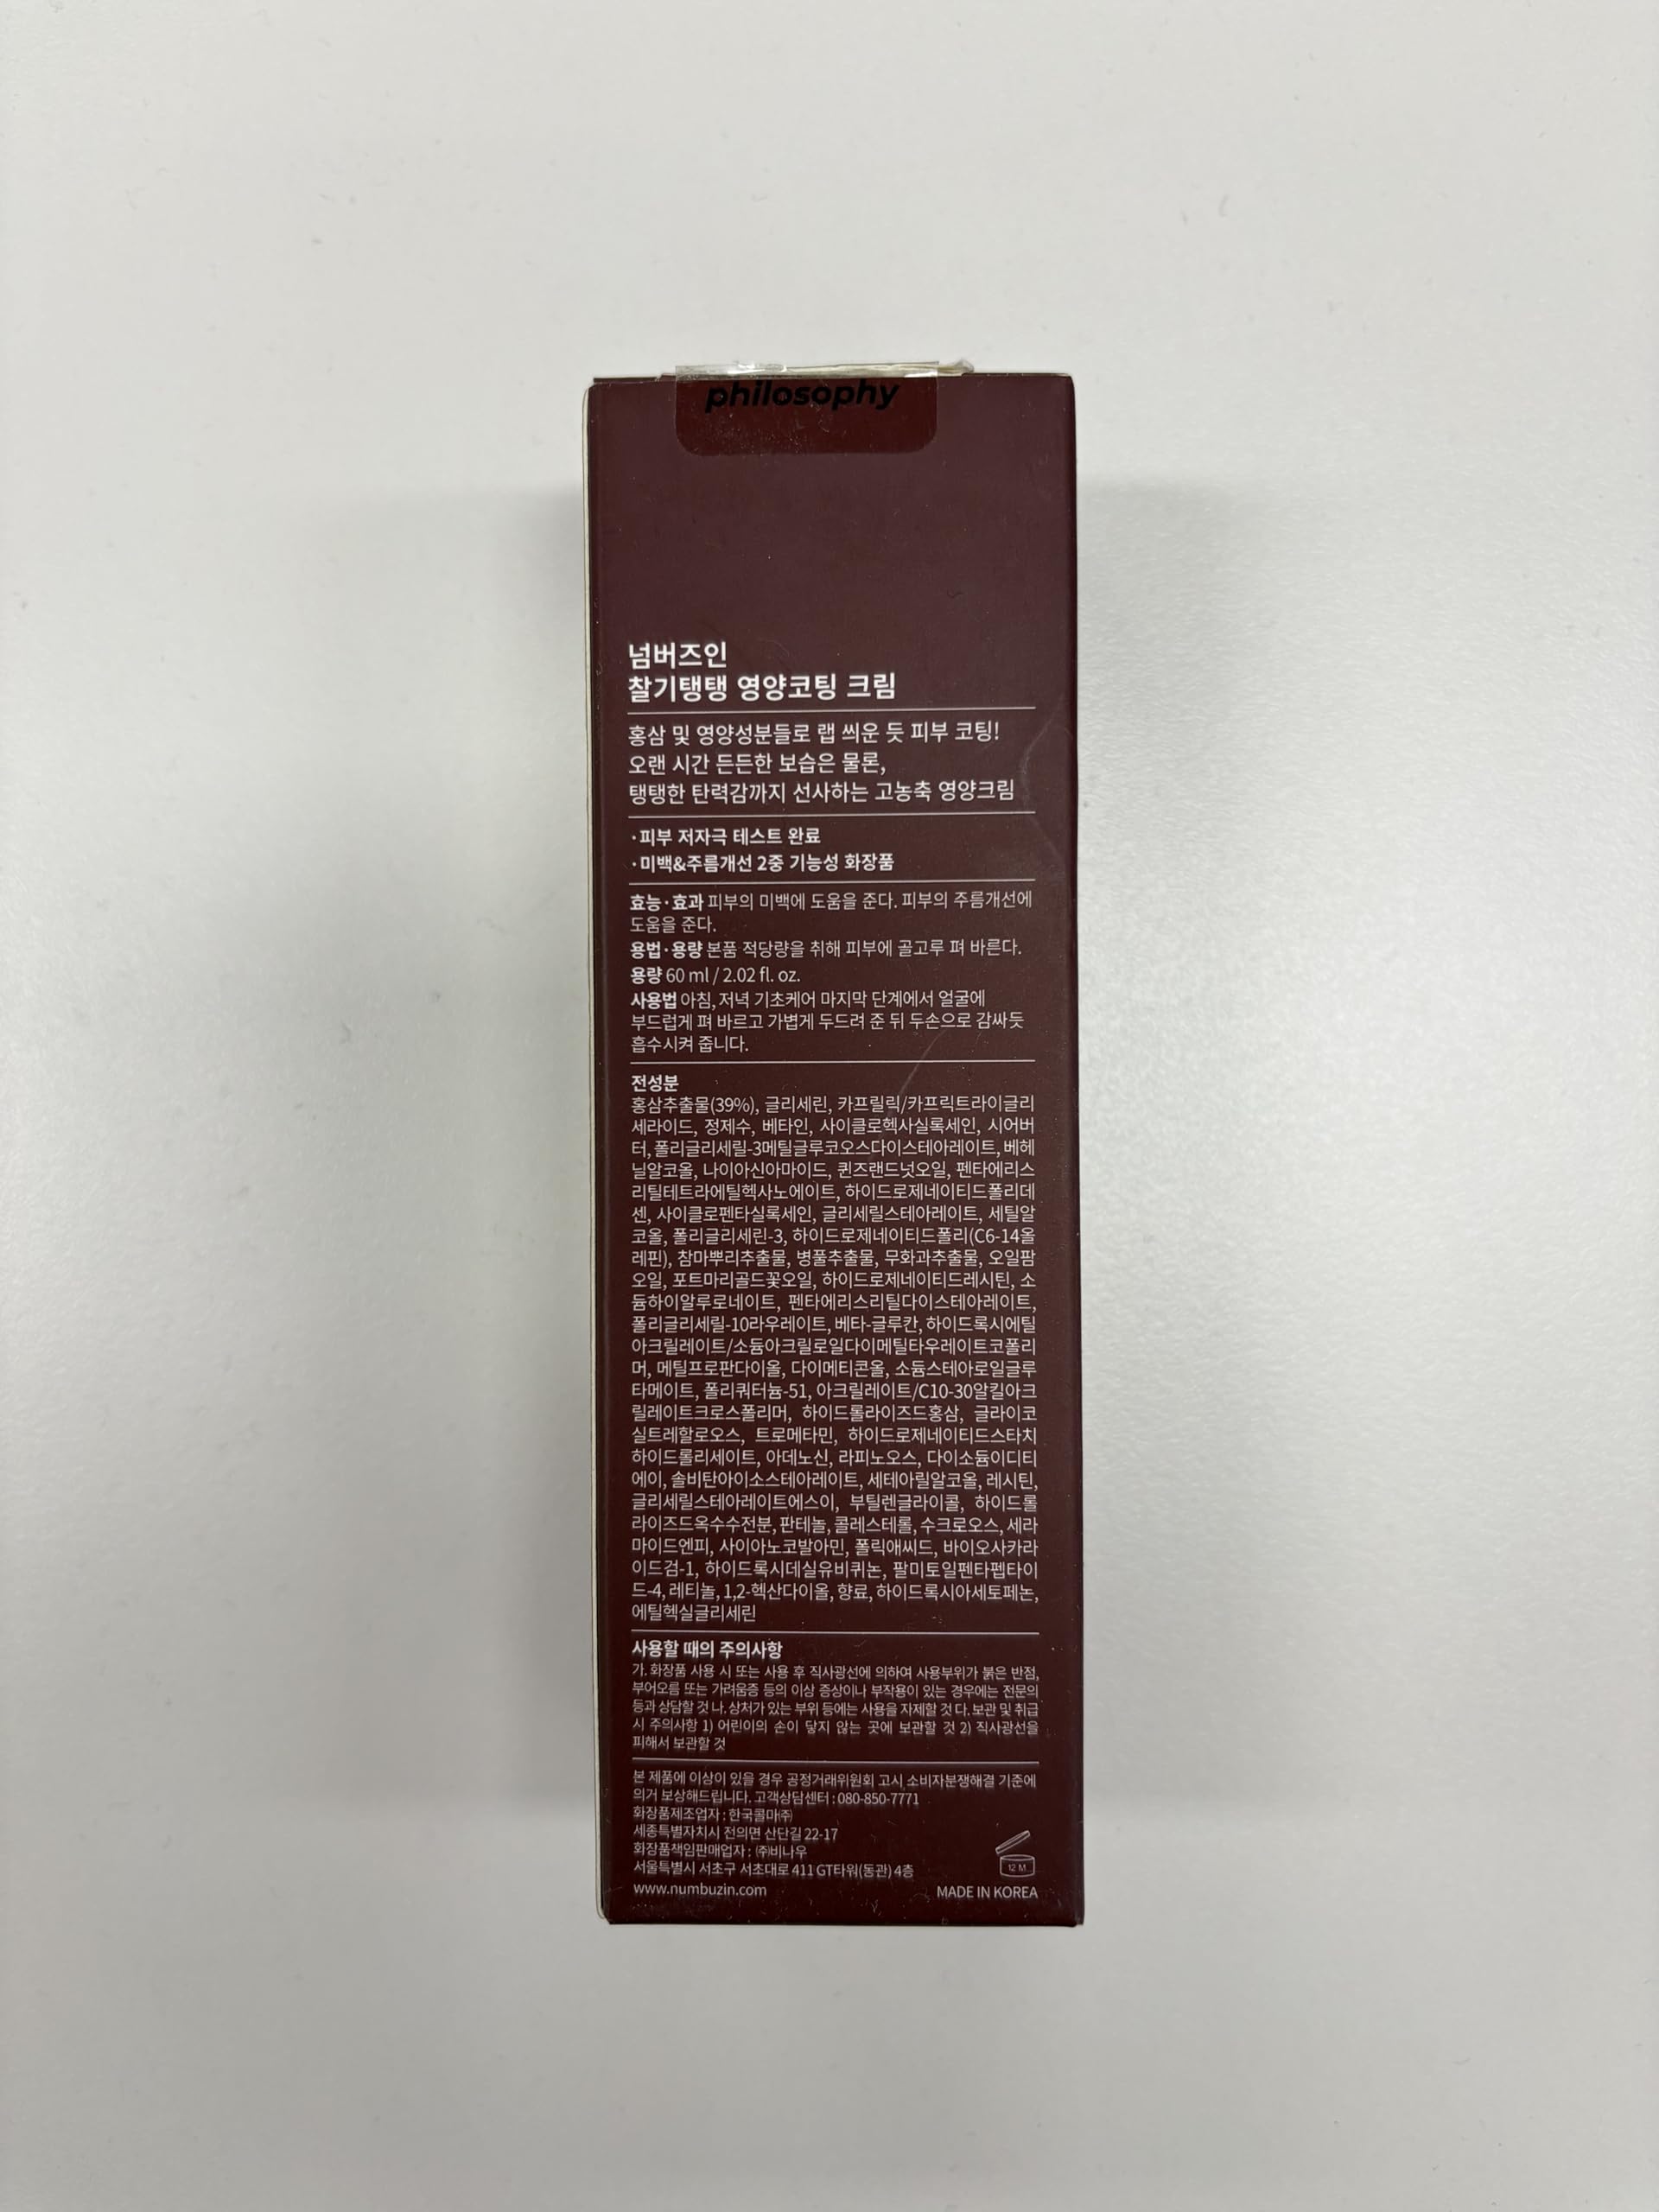 philosophy
넘버즈인
찰기탱탱 영양코팅 크림
홍삼 및 영양성분들로 랩 씌운 듯 피부 코팅!
오랜 시간 든든한 보습은 물론,
탱탱한 탄력감까지 선사하는 고농축 영양크림
·피부 저자극 테스트 완료
·미백&주름개선 2중 기능성 화장품
효능·효과 피부의 미백에 도움을 준다. 피부의 주름개선에
도움을 준다.
용법·용량 본품 적당량을 취해 피부에 골고루 펴 바른다.
용량 60 ml / 2.02 fl. oz.
사용법 아침, 저녁 기초케어 마지막 단계에서 얼굴에
부드럽게 펴 바르고 가볍게 두드려 준 뒤 두손으로 감싸듯
흡수시켜 줍니다.
전성분
홍삼추출물(39%), 글리세린, 카프릴릭/카프릭트라이글리
세라이드, 정제수, 베타인, 사이클로헥사실록세인, 시어버
터, 폴리글리세릴-3메틸글루코오스다이스테아레이트, 베헤
닐알코올, 나이아신아마이드, 퀸즈랜드넛오일, 펜타에리스
리틸테트라에틸헥사노에이트, 하이드로제네이티드폴리데
센, 사이클로펜타실록세인, 글리세릴스테아레이트, 세틸알
코올, 폴리글리세린-3, 하이드로제네이티드폴리(C6-14올
레핀), 참마뿌리추출물, 병풀추출물, 무화과추출물, 오일팜
오일, 포트마리골드꽃오일, 하이드로제네이티드레시틴, 소
듐하이알루로네이트, 펜타에리스리틸다이스테아레이트,
폴리글리세릴-10라우레이트, 베타-글루칸, 하이드록시에틸
아크릴레이트/소듐아크릴로일다이메틸타우레이트코폴리
머, 메틸프로판다이올, 다이메티콘올, 소듐스테아로일글루
타메이트, 폴리쿼터늄-51, 아크릴레이트/C10-30알킬아크
릴레이트크로스폴리머, 하이드롤라이즈드홍삼, 글라이코
실트레할로오스, 트로메타민, 하이드로제네이티드스타치
하이드롤리세이트, 아데노신, 라피노오스, 다이소듐이디티
에이, 솔비탄아이소스테아레이트, 세테아릴알코올, 레시틴,
글리세릴스테아레이트에스이, 부틸렌글라이콜, 하이드롤
라이즈드옥수수전분, 판테놀, 콜레스테롤, 수크로오스, 세라
마이드엔피, 사이아노코발아민, 폴릭애씨드, 바이오사카라
이드검-1, 하이드록시데실유비퀴논, 팔미토일펜타펩타이
드-4, 레티놀, 1,2-헥산다이올, 향료, 하이드록시아세토페논,
에틸헥실글리세린
사용할 때의 주의사항
가. 화장품 사용 시 또는 사용 후 직사광선에 의하여 사용부위가 붉은 반점,
부어오름 또는 가려움증 등의 이상 증상이나 부작용이 있는 경우에는 전문의
등과 상담할 것 나. 상처가 있는 부위 등에는 사용을 자제할 것 다. 보관 및 취급
시 주의사항 1) 어린이의 손이 닿지 않는 곳에 보관할 것 2) 직사광선을
피해서 보관할 것
본 제품에 이상이 있을 경우 공정거래위원회 고시 소비자분쟁해결 기준에
의거 보상해드립니다. 고객상담센터 : 080-850-7771
화장품제조업자 : 한국콜마㈜
세종특별자치시 전의면 산단길 22-17
화장품책임판매업자 : ㈜비나우
서울특별시 서초구 서초대로 411 GT타워(동관) 4층
12 M
www.numbuzin.com
MADE IN KOREA